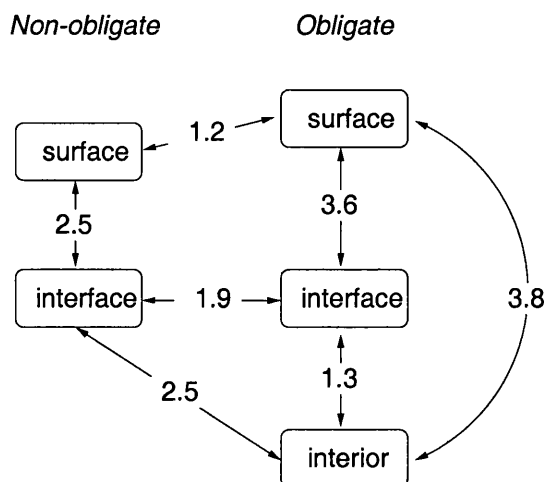 Non-obligate Obligate
surface
1.2
surface
2.5
3.6
interface
1.9
interface
3.8
2.5
1.3
interior